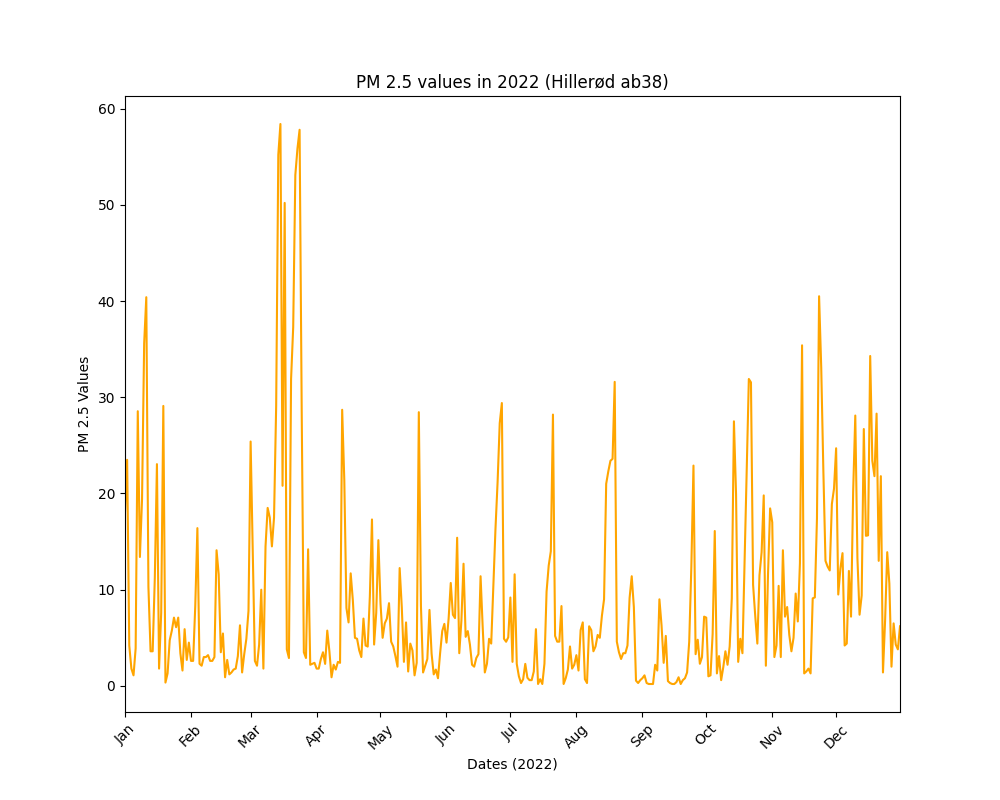 PM 2.5 values in 2022 (Hillerød ab38)
PM 2.5 Values
60
50
40
30
20
10
0
Jan
Feb
Mar
Apr
May
Jun
Jul
Aug
Sep
Oct
Nov
Dec
Dates (2022)